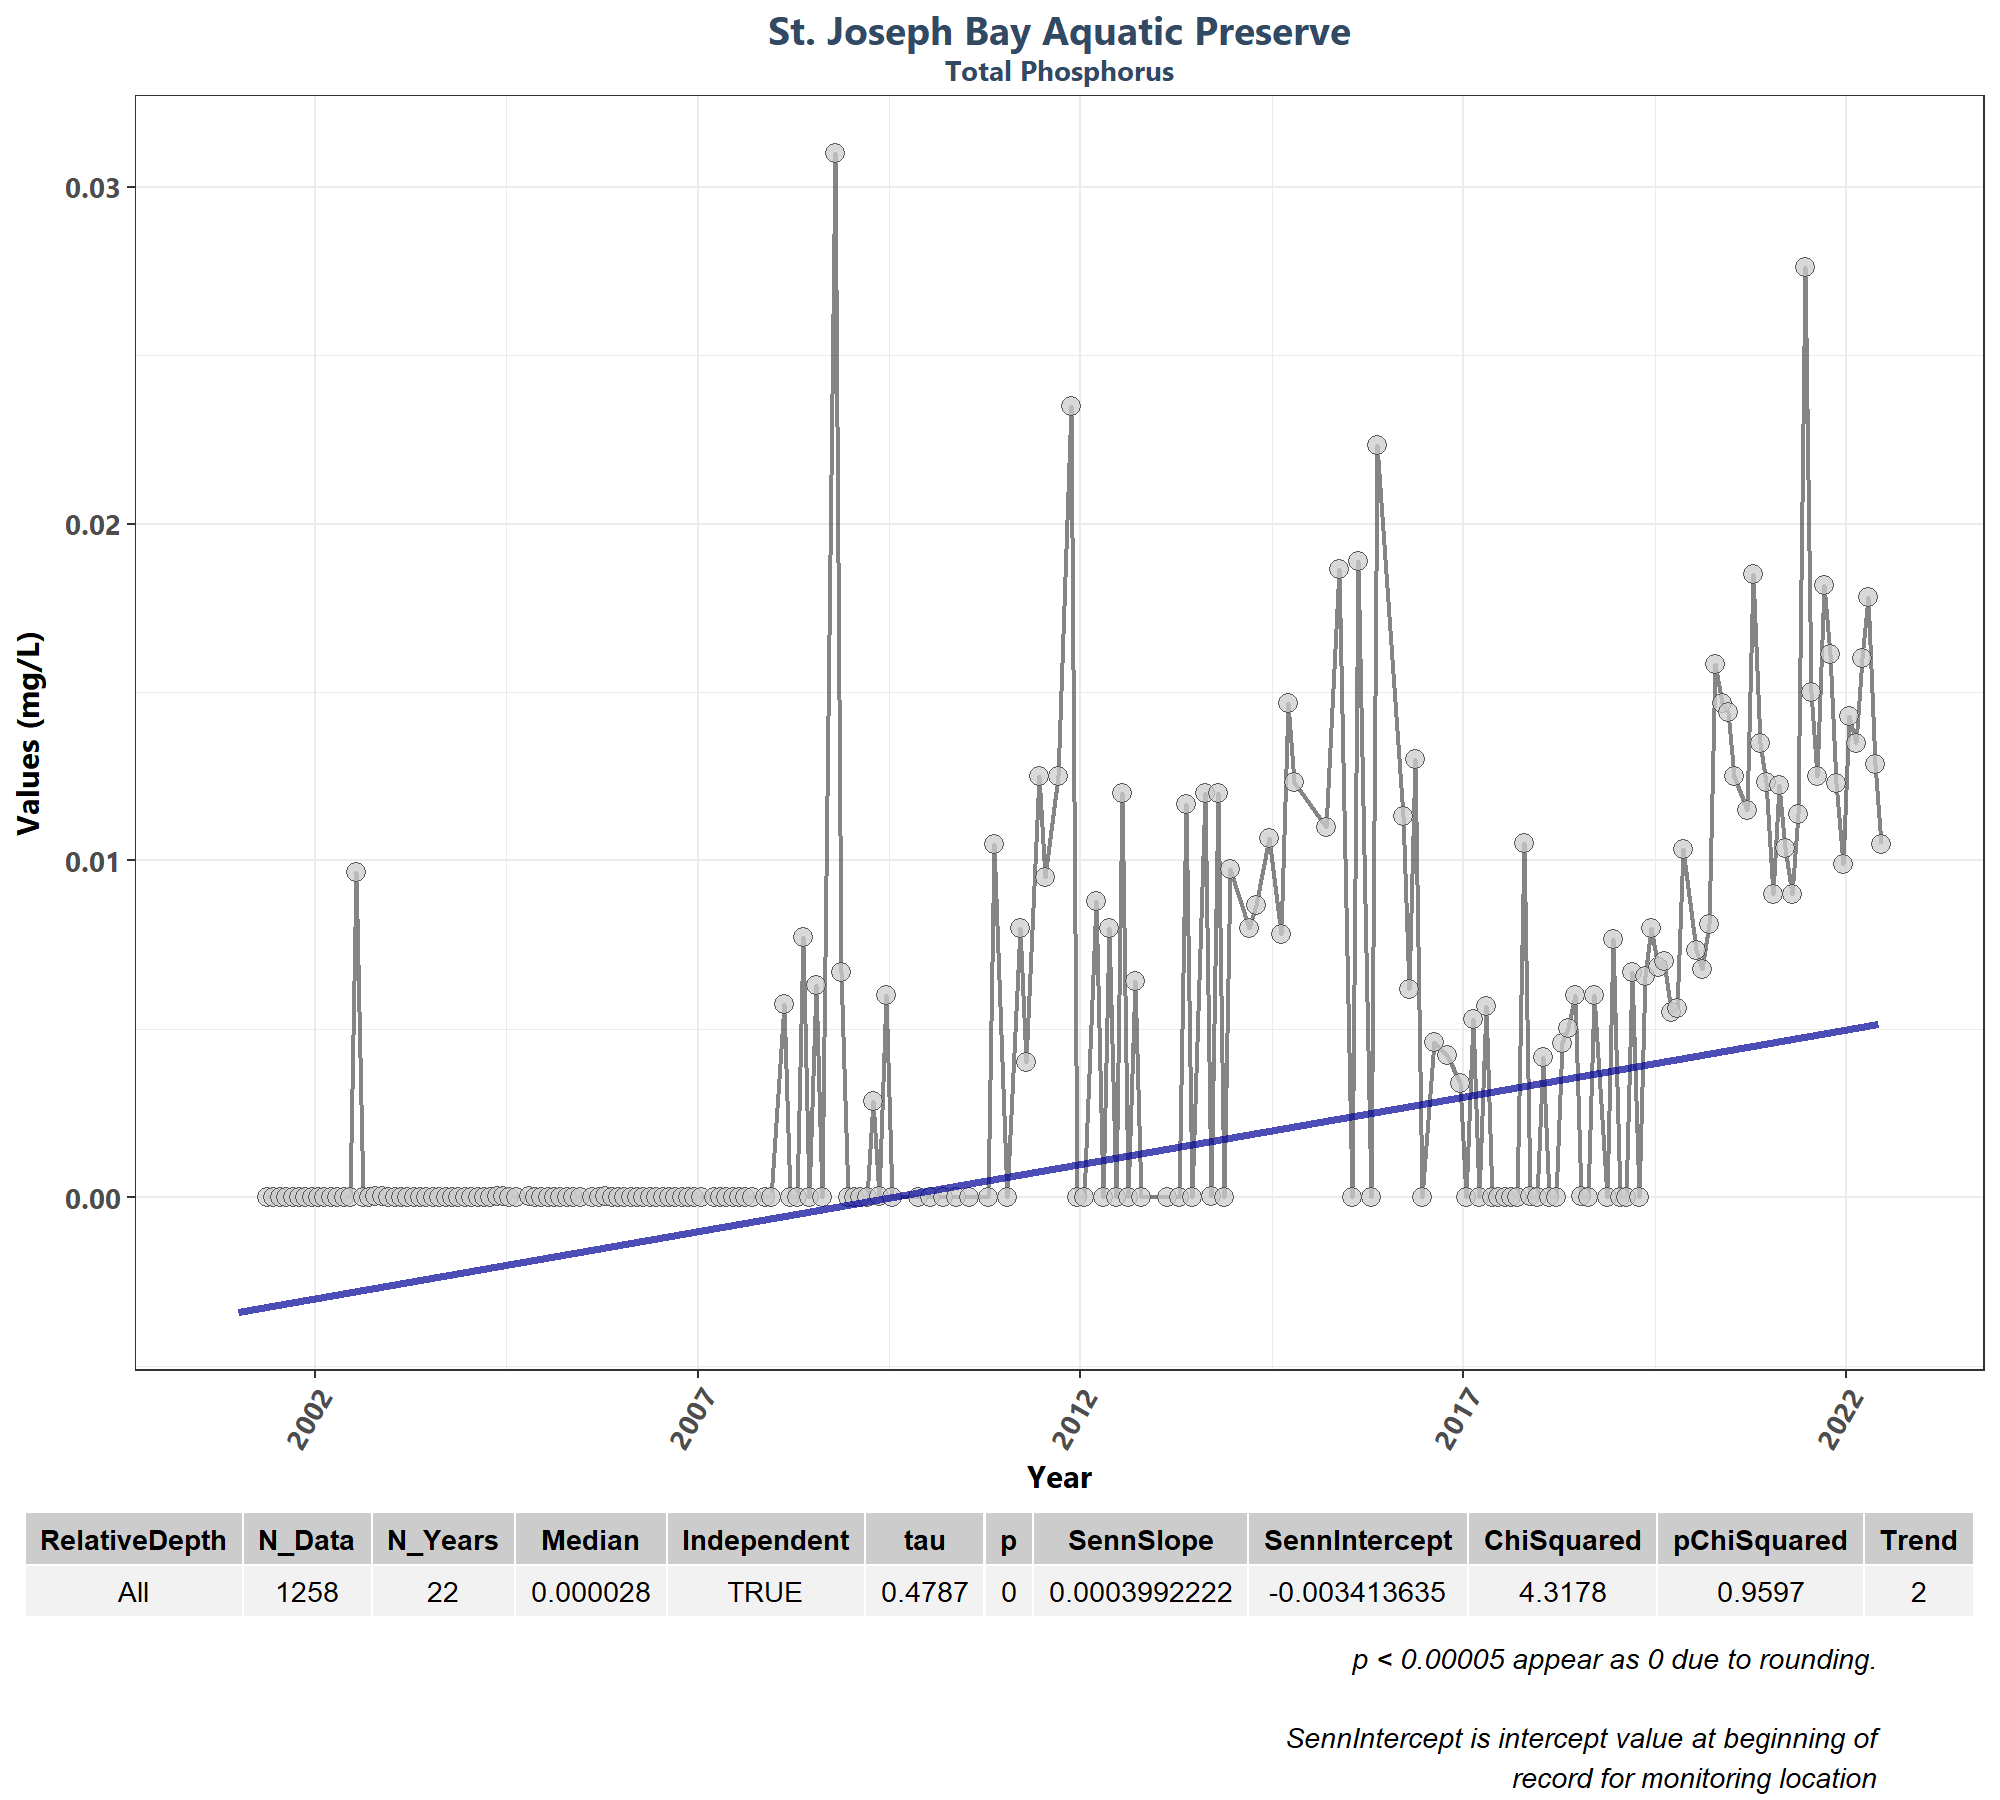 St. Joseph Bay Aquatic Preserve
Total Phosphorus
Values (mg/L)
0.03
0.02
0.01
0.00
2002 2007 2012 2017 2022
Year
RelativeDepth N_Data N_Years Median Independent tau p SennSlope SennIntercept ChiSquared pChiSquared Trend
All 1258 22 0.000028 TRUE 0.4787 0 0.0003992222 -0.003413635 4.3178 0.9597 2
p < 0.00005 appear as 0 due to rounding.
SennIntercept is intercept value at beginning of
record for monitoring location